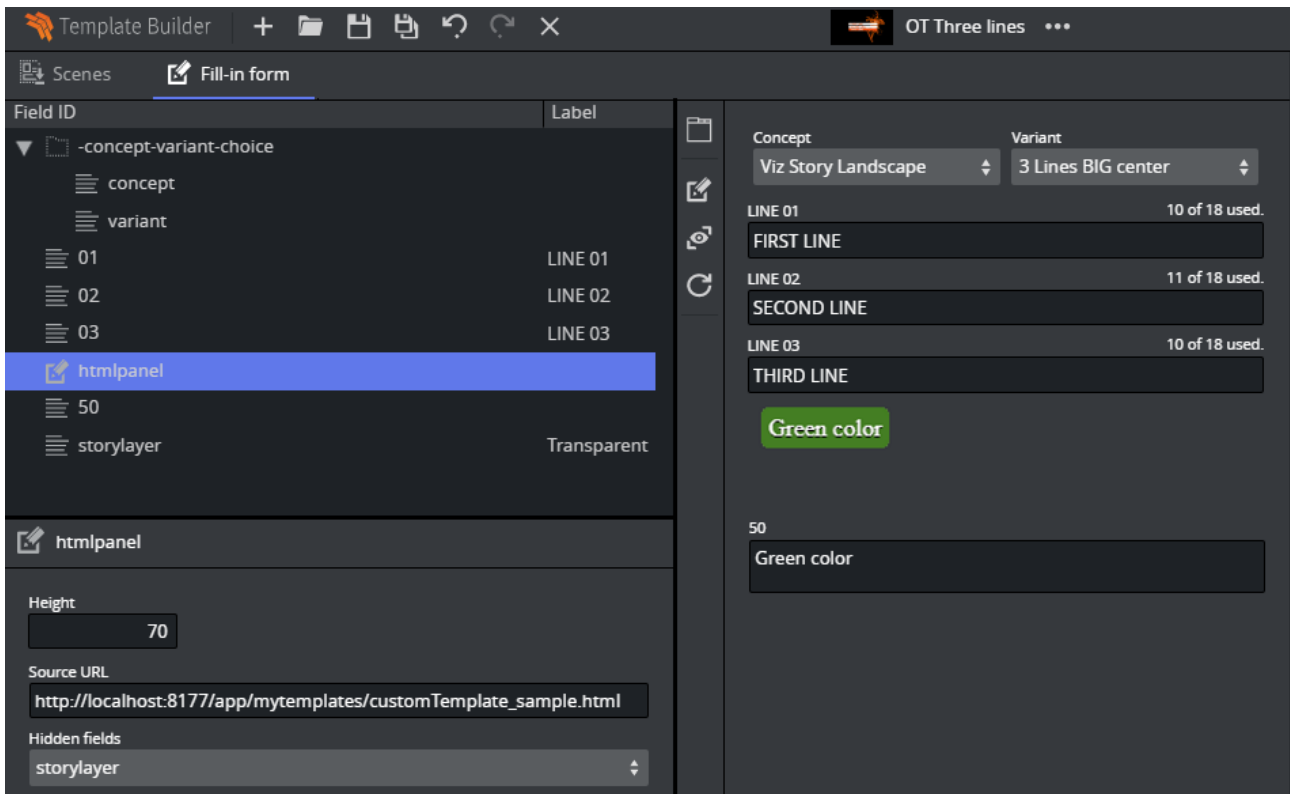 Template Builder
OT Three lines
Scenes
Fill-in form
Field ID Label
-concept-variant-choice
concept
variant
01 LINE 01
02 LINE 02
03 LINE 03
htmlpanel
50
storylayer Transparent
htmlpanel
Height
70
Source URL
http://localhost:8177/app/mytemplates/customTemplate_sample.html
Hidden fields
storylayer
Concept Variant
Viz Story Landscape 3 Lines BIG center
LINE 01 10 of 18 used.
FIRST LINE
LINE 02 11 of 18 used.
SECOND LINE
LINE 03 10 of 18 used.
THIRD LINE
Green color
50
Green color